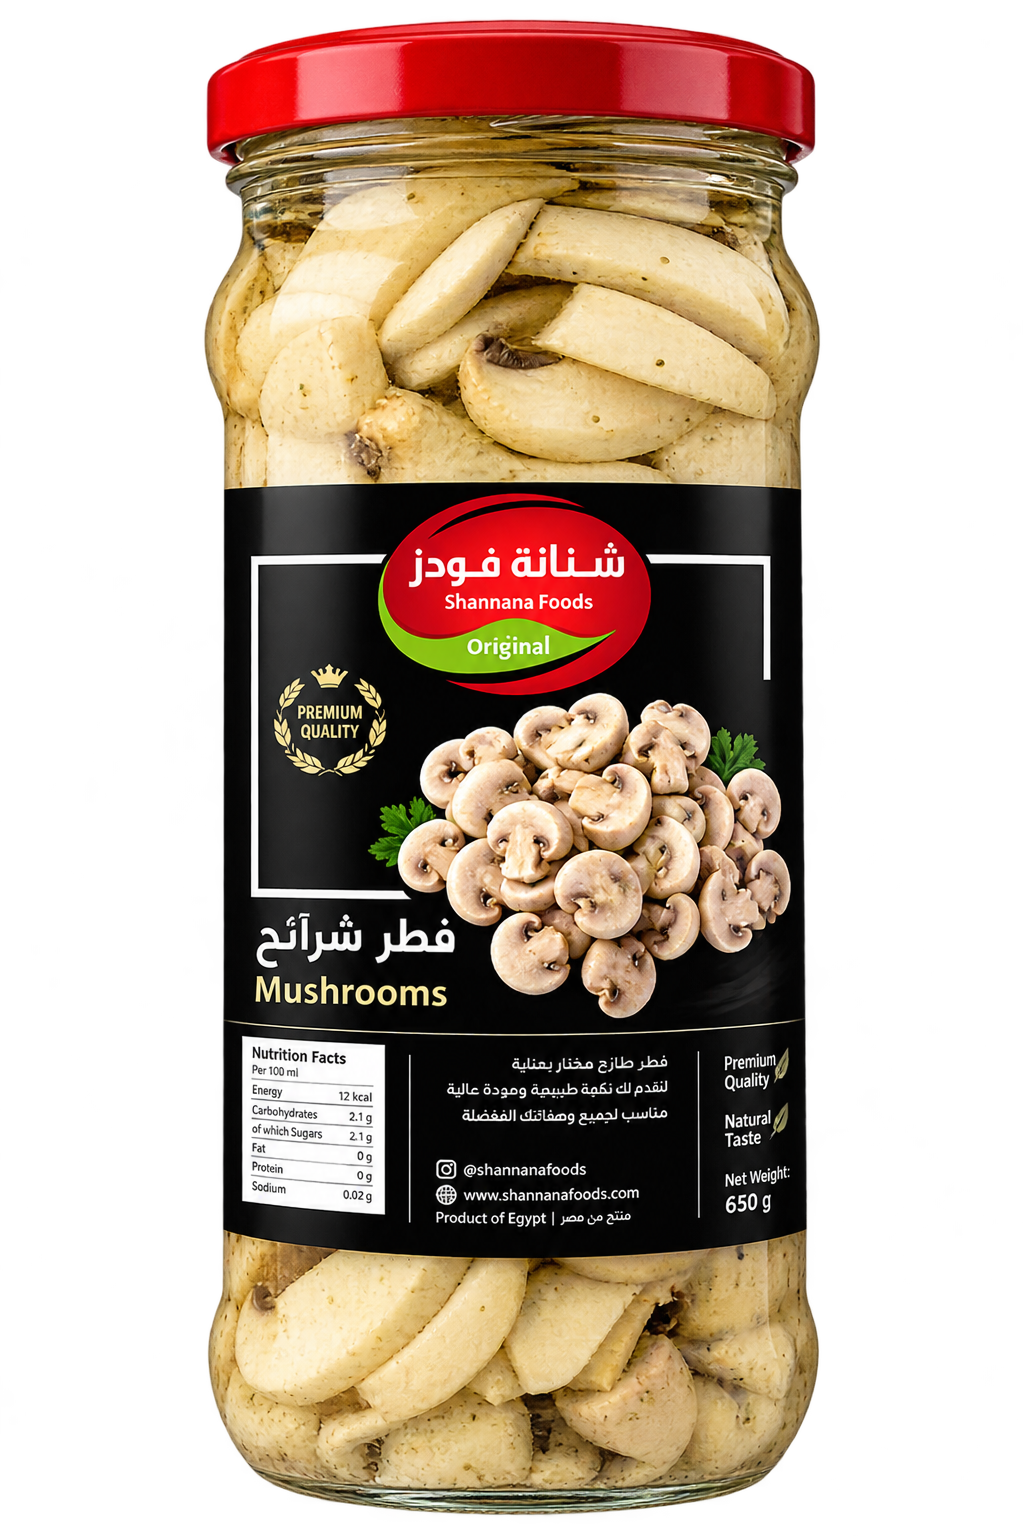 شنانة فودز
Shannana Foods
Original
PREMIUM
QUALITY
فطر شرآئح
Mushrooms
Nutrition Facts
Per 100 ml
Energy 12 kcal
Carbohydrates 2.1 g
of which Sugars 2.1 g
Fat 0 g
Protein 0 g
Sodium 0.02 g
فطر طازج مختار بعناية
لنقدم لك نكهة طبيعية وجودة عالية
مناسب لجميع وصفاتك المفضلة
@shannanafoods
www.shannanafoods.com
Product of Egypt | منتج من مصر
Premium
Quality
Natural
Taste
Net Weight:
650 g